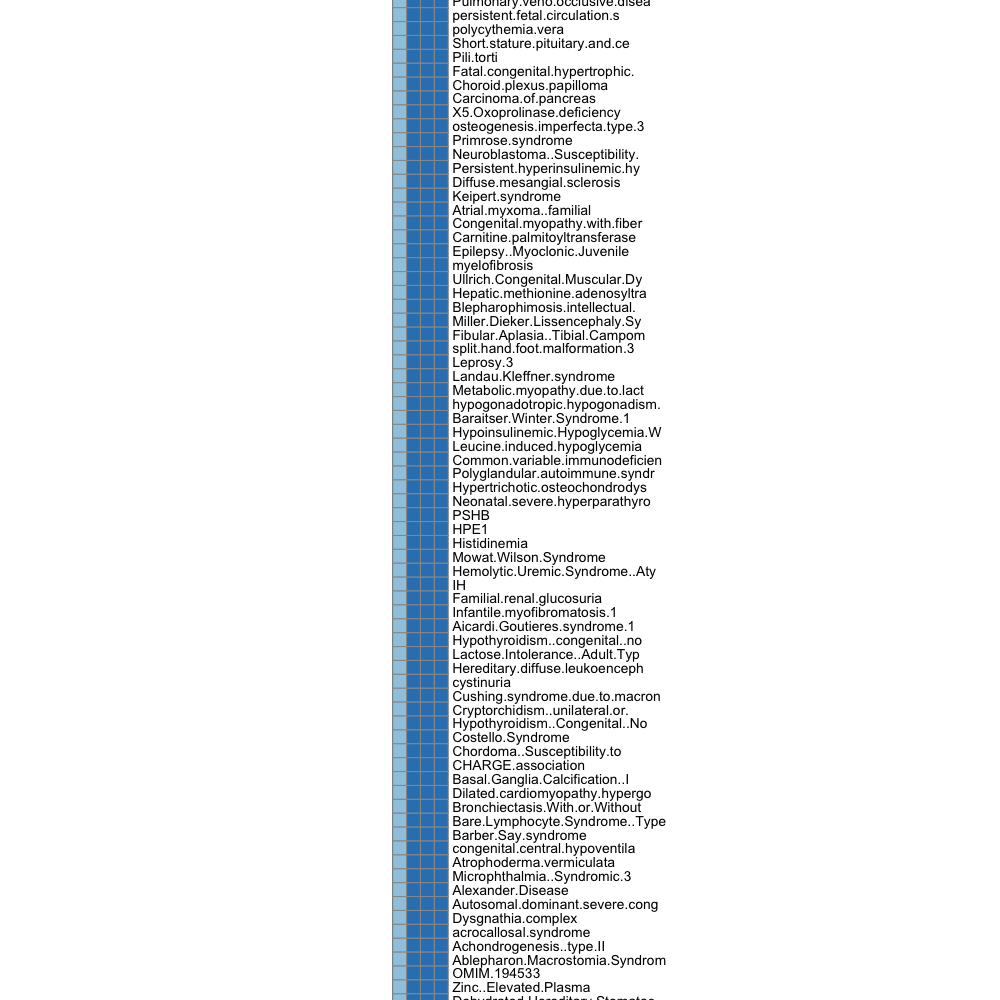 Pulmonary.veno.occlusive.disea
persistent.fetal.circulation.s
polycythemia.vera
Short.stature.pituitary.and.ce
Pili.torti
Fatal.congenital.hypertrophic.
Choroid.plexus.papilloma
Carcinoma.of.pancreas
X5.Oxoprolinase.deficiency
osteogenesis.imperfecta.type.3
Primrose.syndrome
Neuroblastoma..Susceptibility.
Persistent.hyperinsulinemic.hy
Diffuse.mesangial.sclerosis
Keipert.syndrome
Atrial.myxoma..familial
Congenital.myopathy.with.fiber
Carnitine.palmitoyltransferase
Epilepsy..Myoclonic.Juvenile
myelofibrosis
Ullrich.Congenital.Muscular.Dy
Hepatic.methionine.adenosyltra
Blepharophimosis.intellectual.
Miller.Dieker.Lissencephaly.Sy
Fibular.Aplasia..Tibial.Campom
split.hand.foot.malformation.3
Leprosy.3
Landau.Kleffner.syndrome
Metabolic.myopathy.due.to.lact
hypogonadotropic.hypogonadism.
Baraitser.Winter.Syndrome.1
Hypoinsulinemic.Hypoglycemia.W
Leucine.induced.hypoglycemia
Common.variable.immunodeficien
Polyglandular.autoimmune.syndr
Hypertrichotic.osteochondrodys
Neonatal.severe.hyperparathyro
PSHB
HPE1
Histidinemia
Mowat.Wilson.Syndrome
Hemolytic.Uremic.Syndrome..Aty
IH
Familial.renal.glucosuria
Infantile.myofibromatosis.1
Aicardi.Goutieres.syndrome.1
Hypothyroidism..congenital..no
Lactose.Intolerance..Adult.Typ
Hereditary.diffuse.leukoenceph
cystinuria
Cushing.syndrome.due.to.macron
Cryptorchidism..unilateral.or.
Hypothyroidism..Congenital..No
Costello.Syndrome
Chordoma..Susceptibility.to
CHARGE.association
Basal.Ganglia.Calcification..I
Dilated.cardiomyopathy.hypergo
Bronchiectasis.With.or.Without
Bare.Lymphocyte.Syndrome..Type
Barber.Say.syndrome
congenital.central.hypoventila
Atrophoderma.vermiculata
Microphthalmia..Syndromic.3
Alexander.Disease
Autosomal.dominant.severe.cong
Dysgnathia.complex
acrocallosal.syndrome
Achondrogenesis..type.II
Ablepharon.Macrostomia.Syndrom
OMIM.194533
Zinc..Elevated.Plasma
Dehydrated.Hereditary.Stomatoc